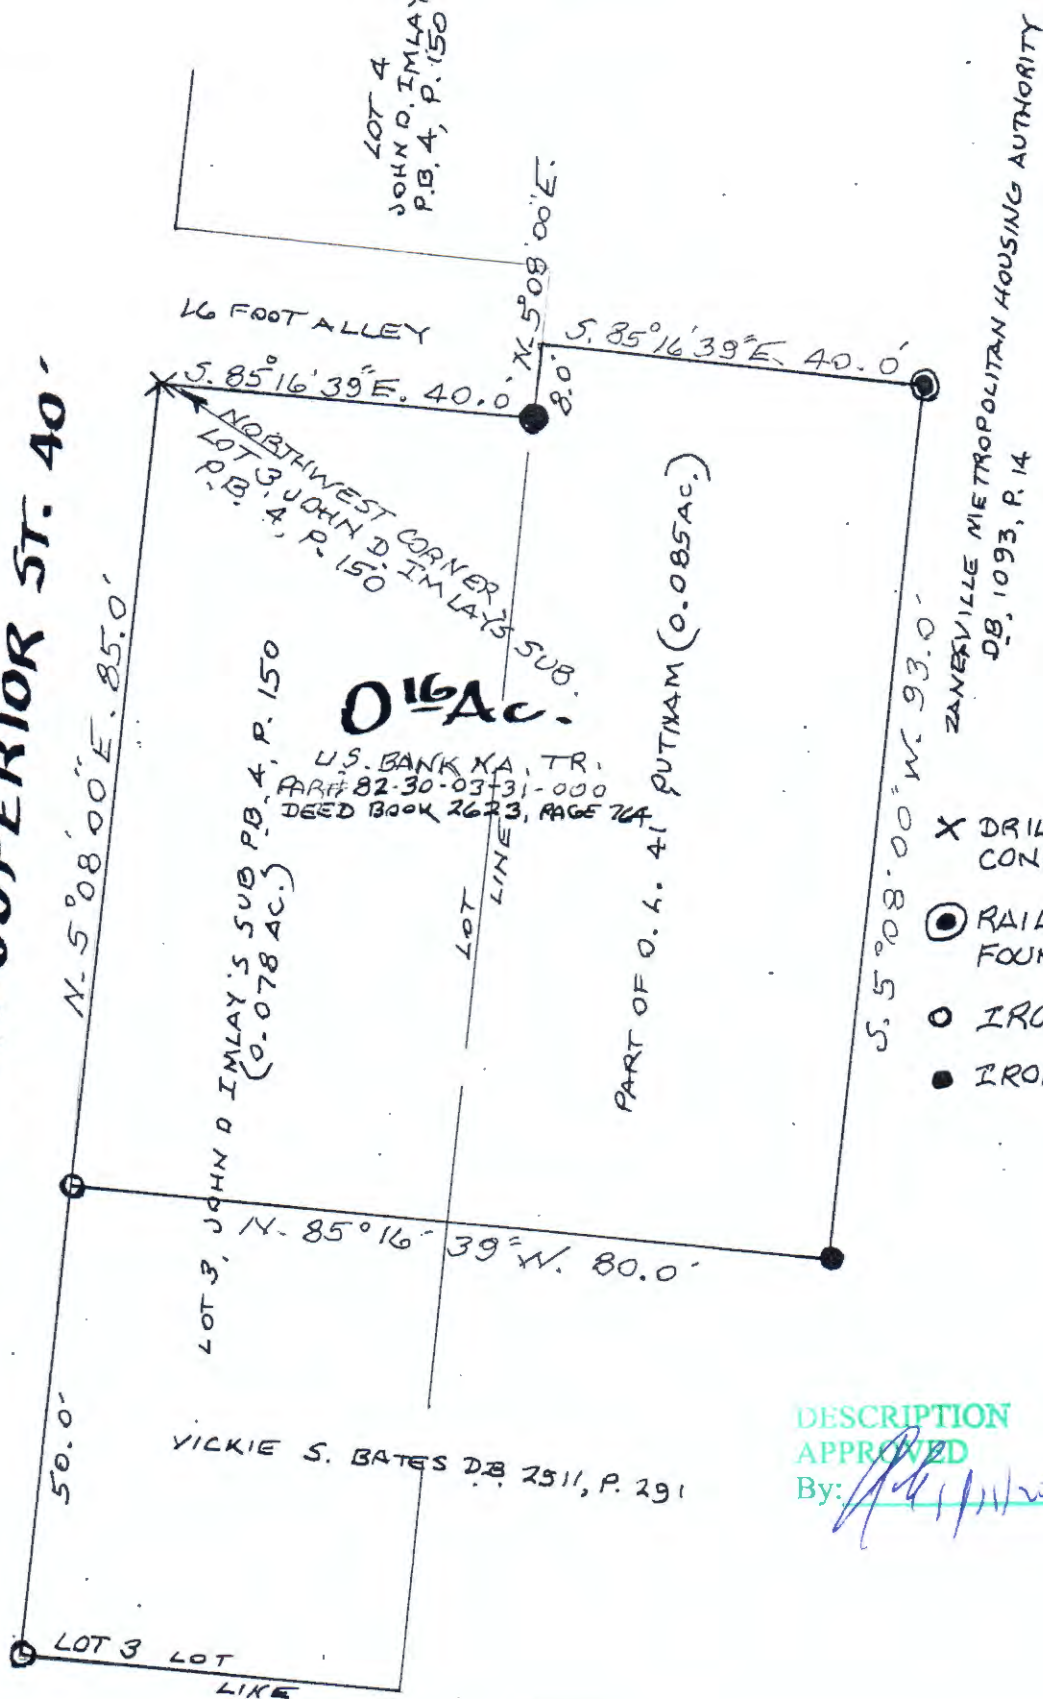 LOT 4
JOHN D. IMLAY
P.B. 4, P. 150
ZANESVILLE METROPOLITAN HOUSING AUTHORITY
D.B. 1093, P. 14
16 FOOT ALLEY
N. 5°08'00"E.
8.0'
S. 85°16'39"E. 40.0'
S. 85°16'39"E. 40.0'
ST. 40'
NORTHWEST CORNER
LOT 3, JOHN D. IMLAY'S SUB.
P.B. 4, P. 150
N. 5°08'00"E. 85.0'
0 16 Ac.
U.S. BANK NA, TR.
PAR# 82-30-03-31-000
DEED BOOK 2623, PAGE 764
LOT 3, JOHN D IMLAY'S SUB P.B. 4, P. 150
(0.078 AC.)
LOT
LINE
PART OF O.L. 41 PUTNAM (0.085AC.)
S. 5°08'00"W. 93.0'
X DRIL
CON
RAIL
FOUN
IRO
IRO
N. 85°16'39"W. 80.0'
50.0'
VICKIE S. BATES D.B. 2511, P. 291
LOT 3 LOT
LINE
DESCRIPTION
APPROVED
By: